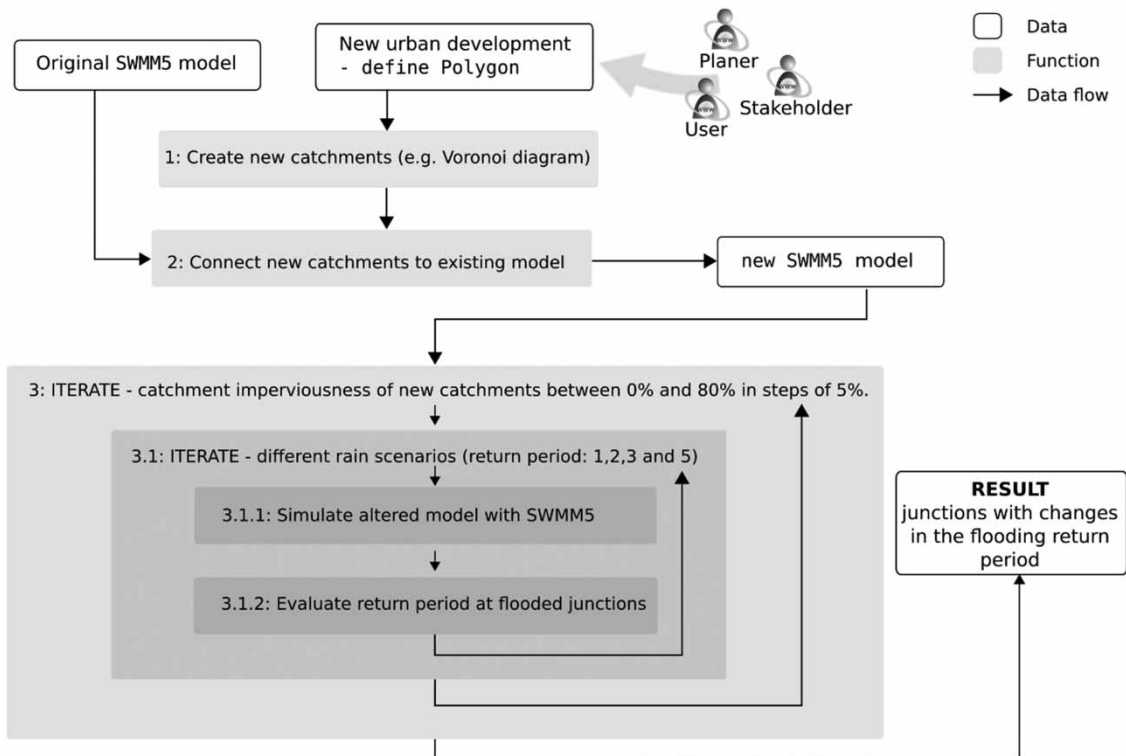 Original SWMM5 model
New urban development
- define Polygon
Planer
Stakeholder
User
Data
Function
Data flow
1: Create new catchments (e.g. Voronoi diagram)
2: Connect new catchments to existing model
new SWMM5 model
3: ITERATE - catchment imperviousness of new catchments between 0% and 80% in steps of 5%.
3.1: ITERATE - different rain scenarios (return period: 1,2,3 and 5)
3.1.1: Simulate altered model with SWMM5
3.1.2: Evaluate return period at flooded junctions
RESULT
junctions with changes
in the flooding return
period